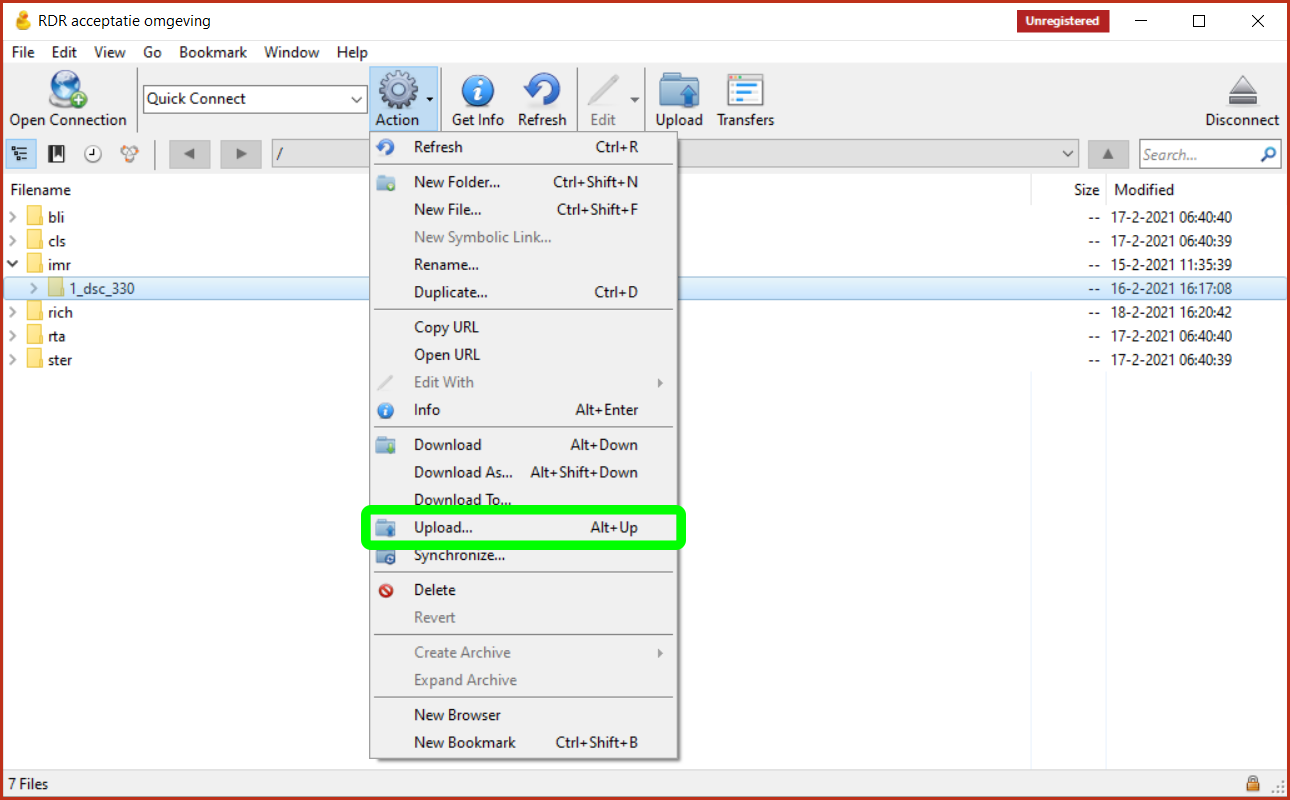 RDR acceptatie omgeving Unregistered
File Edit View Go Bookmark Window Help
Open Connection Quick Connect Action Get Info Refresh Edit Upload Transfers Disconnect
/ Search...
Filename Size Modified
bli -- 17-2-2021 06:40:40
cls -- 17-2-2021 06:40:39
imr -- 15-2-2021 11:35:39
1_dsc_330 -- 16-2-2021 16:17:08
rich -- 18-2-2021 16:20:42
rta -- 17-2-2021 06:40:40
ster -- 17-2-2021 06:40:39
Refresh Ctrl+R
New Folder... Ctrl+Shift+N
New File... Ctrl+Shift+F
New Symbolic Link...
Rename...
Duplicate... Ctrl+D
Copy URL
Open URL
Edit With
Info Alt+Enter
Download Alt+Down
Download As... Alt+Shift+Down
Download To...
Upload... Alt+Up
Synchronize...
Delete
Revert
Create Archive
Expand Archive
New Browser
New Bookmark Ctrl+Shift+B
7 Files